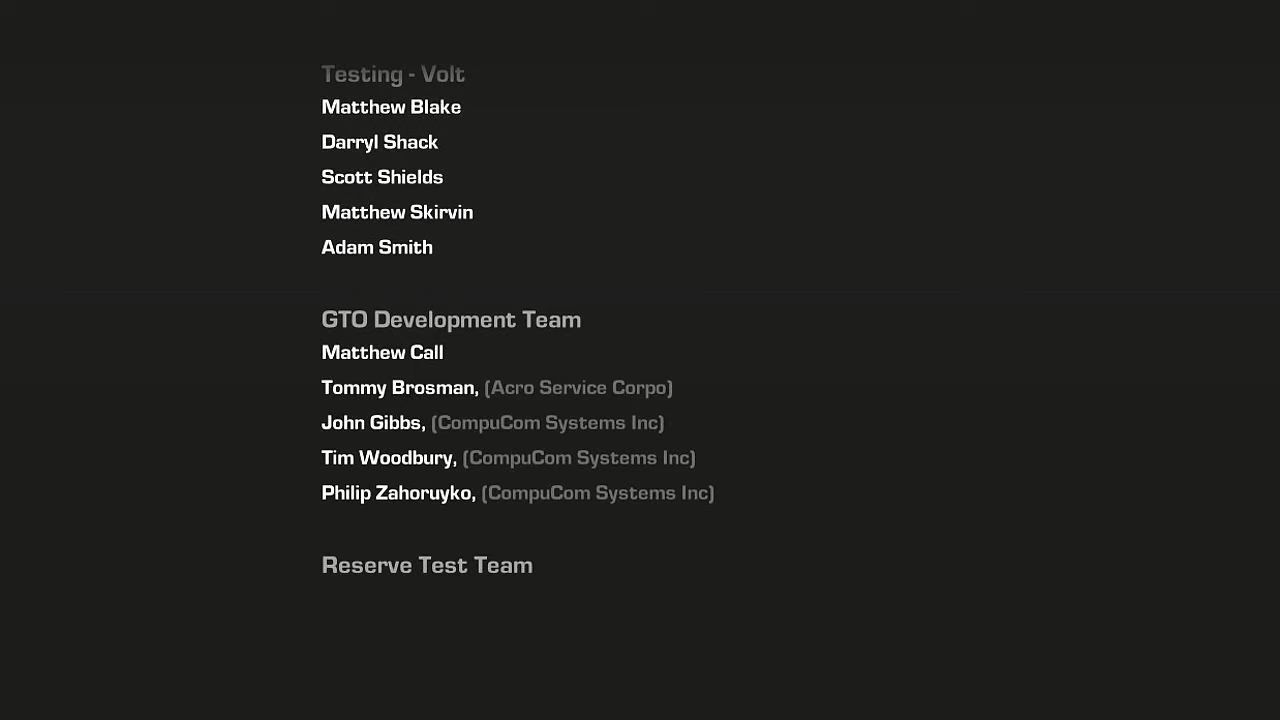 Testing - Volt
Matthew Blake
Darryl Shack
Scott Shields
Matthew Skirvin
Adam Smith
GTO Development Team
Matthew Call
Tommy Brosman, (Acro Service Corpo)
John Gibbs, (CompuCom Systems Inc)
Tim Woodbury, (CompuCom Systems Inc)
Philip Zahoruyko, (CompuCom Systems Inc)
Reserve Test Team